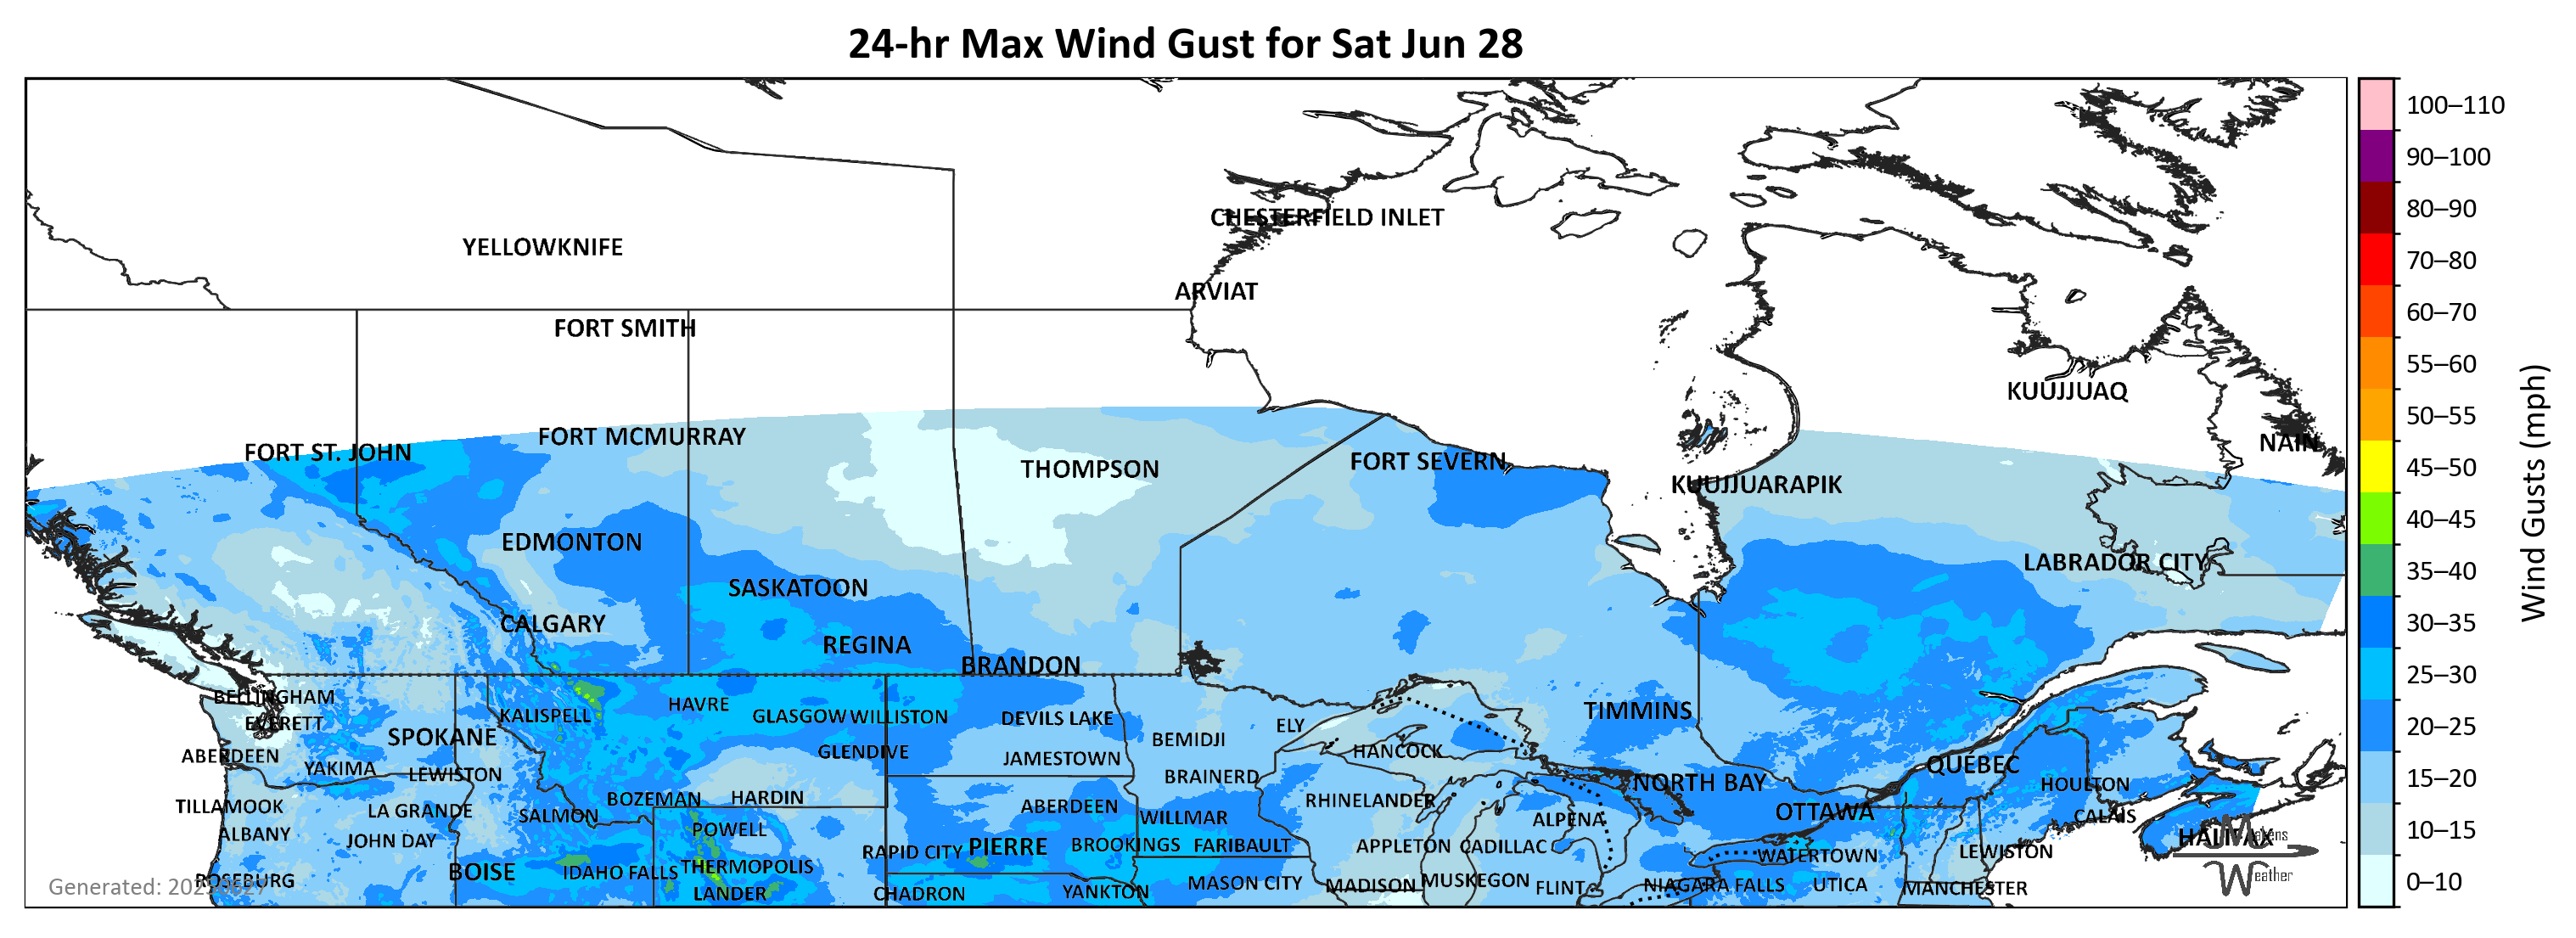 24-hr Max Wind Gust for Sat Jun 28
100–110
90–100
80–90
70–80
60–70
55–60
50–55
45–50
40–45
35–40
30–35
25–30
20–25
15–20
10–15
0–10
Wind Gusts (mph)
CHESTERFIELD INLET
YELLOWKNIFE
ARVIAT
FORT SMITH
KUUJJUAQ
FORT MCMURRAY
NAIN
FORT ST. JOHN
FORT SEVERN
THOMPSON
KUUJJUARAPIK
EDMONTON
LABRADOR CITY
SASKATOON
CALGARY
REGINA
BRANDON
BELLINGHAM
HAVRE
TIMMINS
KALISPELL
GLASGOW WILLISTON
DEVILS LAKE
EVERETT
ELY
SPOKANE
BEMIDJI
HANCOCK
GLENDIVE
ABERDEEN
JAMESTOWN
QUEBEC
YAKIMA
LEWISTON
BRAINERD
NORTH BAY
HOULTON
BOZEMAN
HARDIN
RHINELANDER
TILLAMOOK
LA GRANDE
ABERDEEN
SALMON
WILLMAR
OTTAWA
CALAIS
ALPENA
POWELL
ALBANY
HALIFAX
Makens
JOHN DAY
RAPID CITY
PIERRE
BROOKINGS
FARIBAULT
APPLETON
CADILLAC
WATERTOWN
LEWISTON
BOISE
IDAHO FALLS
THERMOPOLIS
Weather
ROSEBURG
MUSKEGON
MASON CITY
MADISON
FLINT
NIAGARA FALLS
UTICA
MANCHESTER
LANDER
CHADRON
YANKTON
Generated: